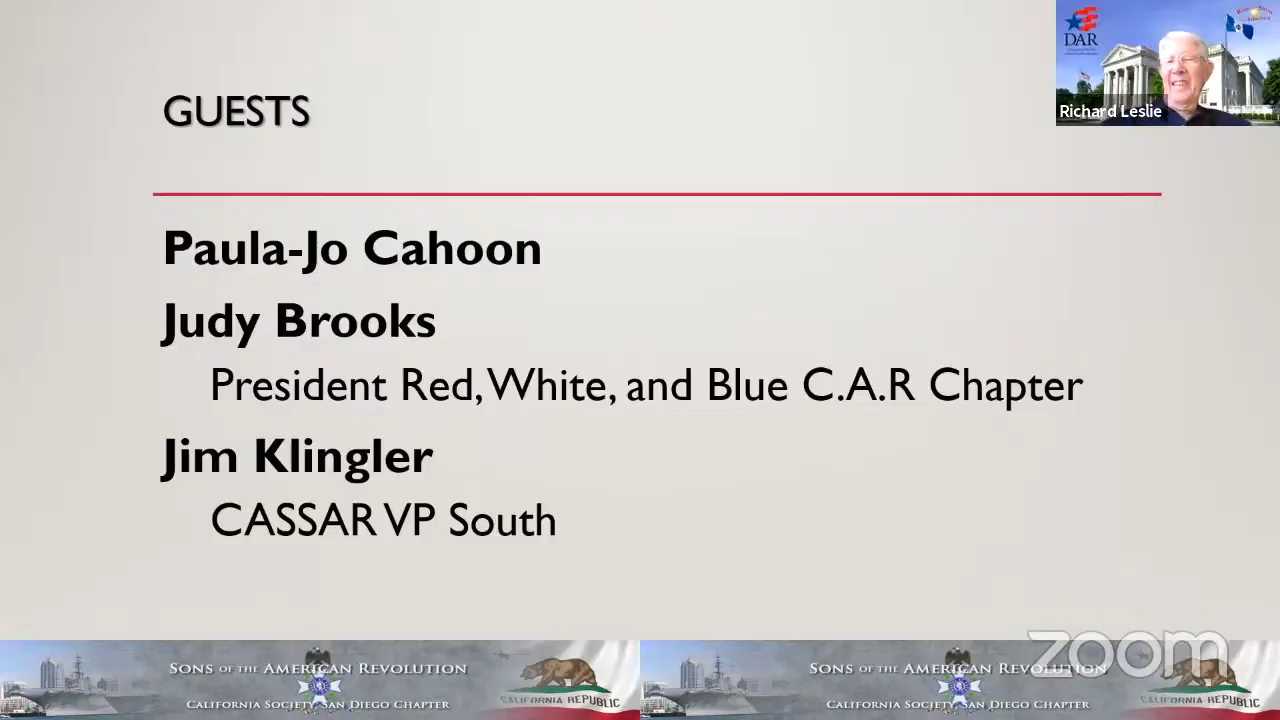 DAR
Richard Leslie
GUESTS
Paula-Jo Cahoon
Judy Brooks
President Red, White, and Blue C.A.R Chapter
Jim Klingler
CASSAR VP South
zoom
SONS OF THE AMERICAN REVOLUTION
CALIFORNIA SOCIETY, SAN DIEGO CHAPTER
CALIFORNIA REPUBLIC
SONS OF THE AMERICAN REVOLUTION
CALIFORNIA SOCIETY, SAN DIEGO CHAPTER
CALIFORNIA REPUBLIC